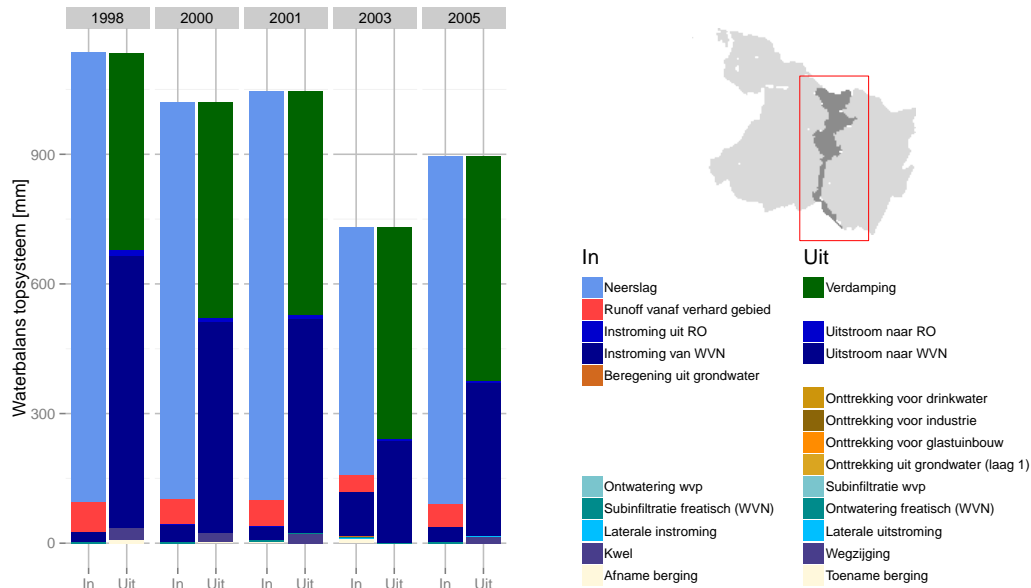 1998 2000 2001 2003 2005
Waterbalans topsysteem [mm]
900
600
300
0
In Uit In Uit In Uit In Uit In Uit
In
Neerslag
Runoff vanaf verhard gebied
Instroming uit RO
Instroming van WVN
Beregening uit grondwater
Ontwatering wvp
Subinfiltratie freatisch (WVN)
Laterale instroming
Kwel
Afname berging
Uit
Verdamping
Uitstroom naar RO
Uitstroom naar WVN
Onttrekking voor drinkwater
Onttrekking voor industrie
Onttrekking voor glastuinbouw
Onttrekking uit grondwater (laag 1)
Subinfiltratie wvp
Ontwatering freatisch (WVN)
Laterale uitstroming
Wegzijging
Toename berging